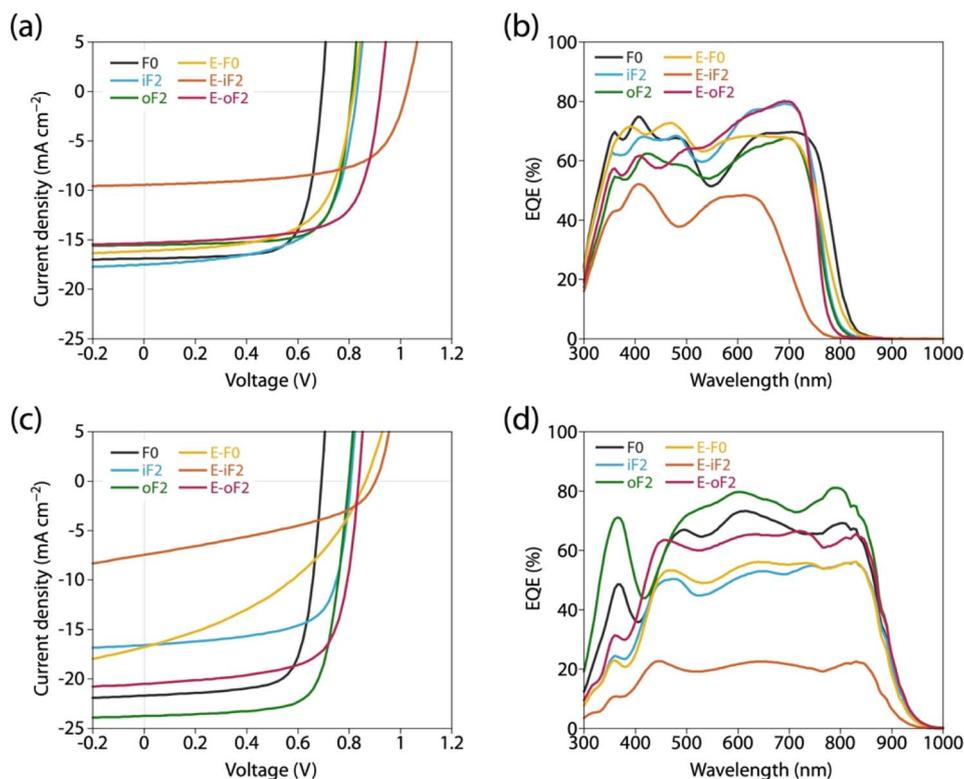 (a)
5
0
-5
-10
-15
-20
-25
-0.2 0 0.2 0.4 0.6 0.8 1 1.2
Voltage (V)
Current density (mA cm⁻²)
F0 E-F0
iF2 E-iF2
oF2 E-oF2
(b)
100
80
60
40
20
0
300 400 500 600 700 800 900 1000
Wavelength (nm)
EQE (%)
F0 E-F0
iF2 E-iF2
oF2 E-oF2
(c)
5
0
-5
-10
-15
-20
-25
-0.2 0 0.2 0.4 0.6 0.8 1 1.2
Voltage (V)
Current density (mA cm⁻²)
F0 E-F0
iF2 E-iF2
oF2 E-oF2
(d)
100
80
60
40
20
0
300 400 500 600 700 800 900 1000
Wavelength (nm)
EQE (%)
F0 E-F0
iF2 E-iF2
oF2 E-oF2